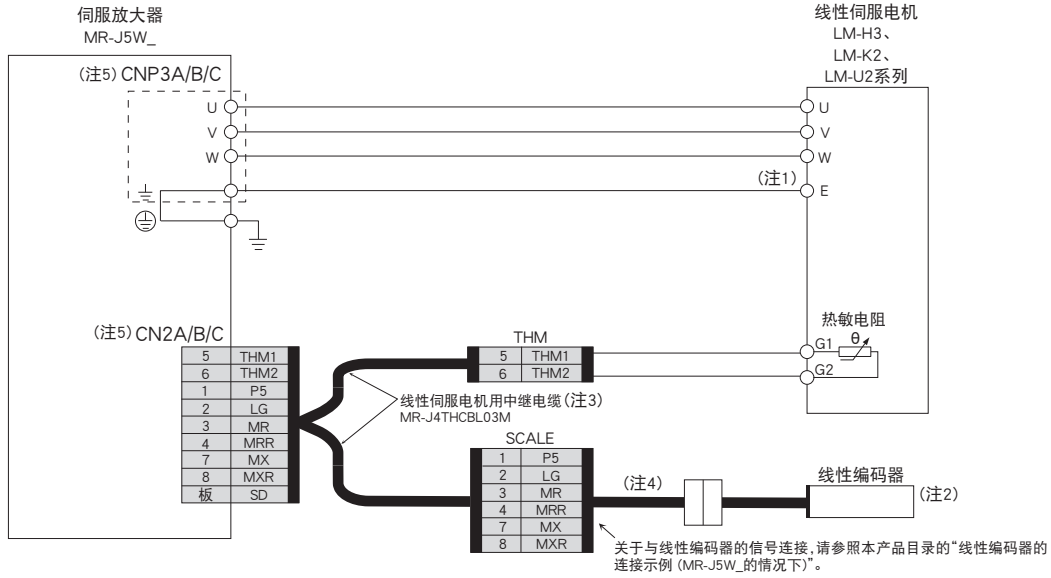 伺服放大器
MR-J5W_
线性伺服电机
LM-H3、
LM-K2、
LM-U2系列
(注5) CNP3A/B/C
U
V
W
U
V
W
(注1)
E
(注5) CN2A/B/C
5 THM1
6 THM2
1 P5
2 LG
3 MR
4 MRR
7 MX
8 MXR
板 SD
THM
5 THM1
6 THM2
热敏电阻
θ
G1
G2
线性伺服电机用中继电缆(注3)
MR-J4THCBL03M
SCALE
1 P5
2 LG
3 MR
4 MRR
7 MX
8 MXR
(注4)
线性编码器
(注2)
关于与线性编码器的信号连接,请参照本产品目录的“线性编码器的
连接示例 (MR-J5W_的情况下)”。